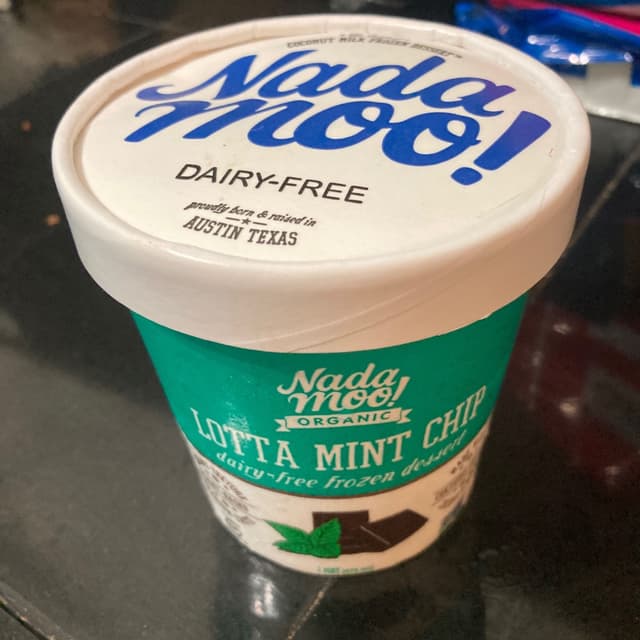 COCONUT MILK FROZEN DESSERT™
Nada
moo!
DAIRY-FREE
proudly born & raised in
AUSTIN TEXAS
Nada
moo!
ORGANIC
LOTTA MINT CHIP
dairy-free frozen dessert